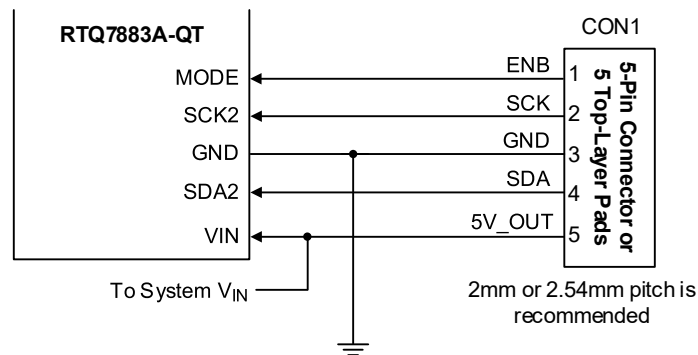 RTQ7883A-QT
CON1
MODE
ENB
1
SCK2
SCK
2
GND
GND
3
SDA2
SDA
4
VIN
5V_OUT
5
5-Pin Connector or
5 Top-Layer Pads
To System VIN
2mm or 2.54mm pitch is
recommended